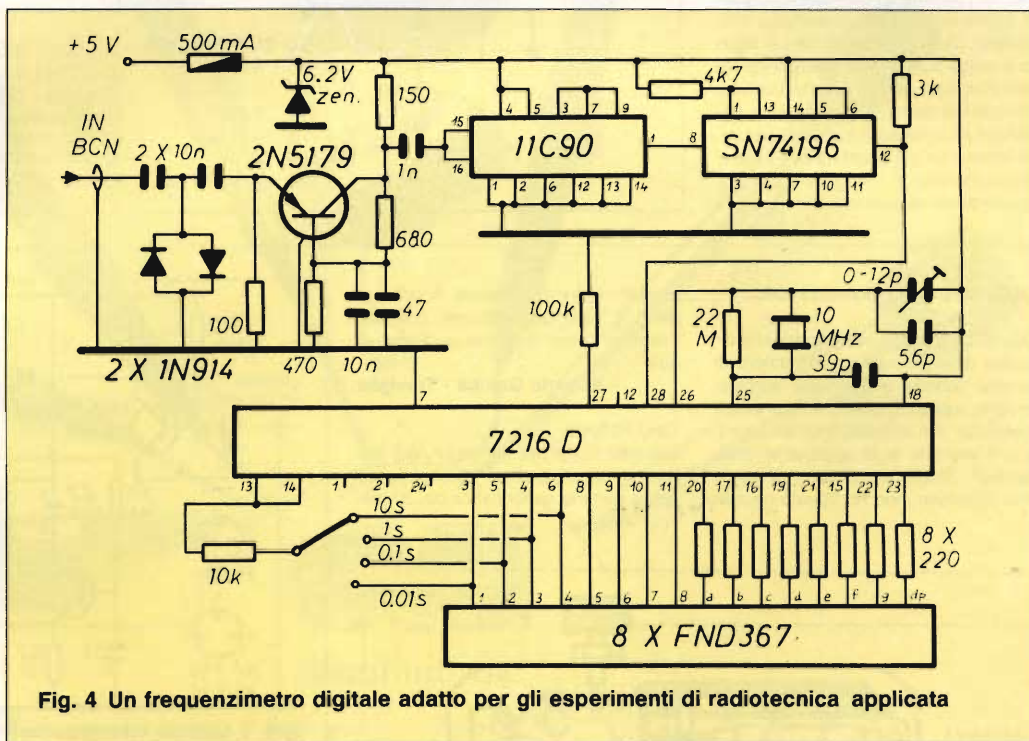 +5 V
500mA
6.2V
zen.
150
4k7
3k
IN
BCN
2 X 10n
2N5179
1n
4 5 3 7 9
15
16
11C90
1 2 6 12 13 14
1
8
1 13 14 5 6
SN74196
12
3 4 7 10 11
680
100
470
10n
47
2 X 1N914
100k
22
M
10
MHz
39p
0-12p
56p
7 27 12 28 26 25 18
7216 D
13 14 1 2 24 3 5 4 6 8 9 10 11 20 17 16 19 21 15 22 23
10k
10s
1s
0.1s
0.01s
8 X
220
1 2 3 4 5 6 7 8 a b c d e f g dp
8 X FND367
Fig. 4 Un frequenzimetro digitale adatto per gli esperimenti di radiotecnica applicata